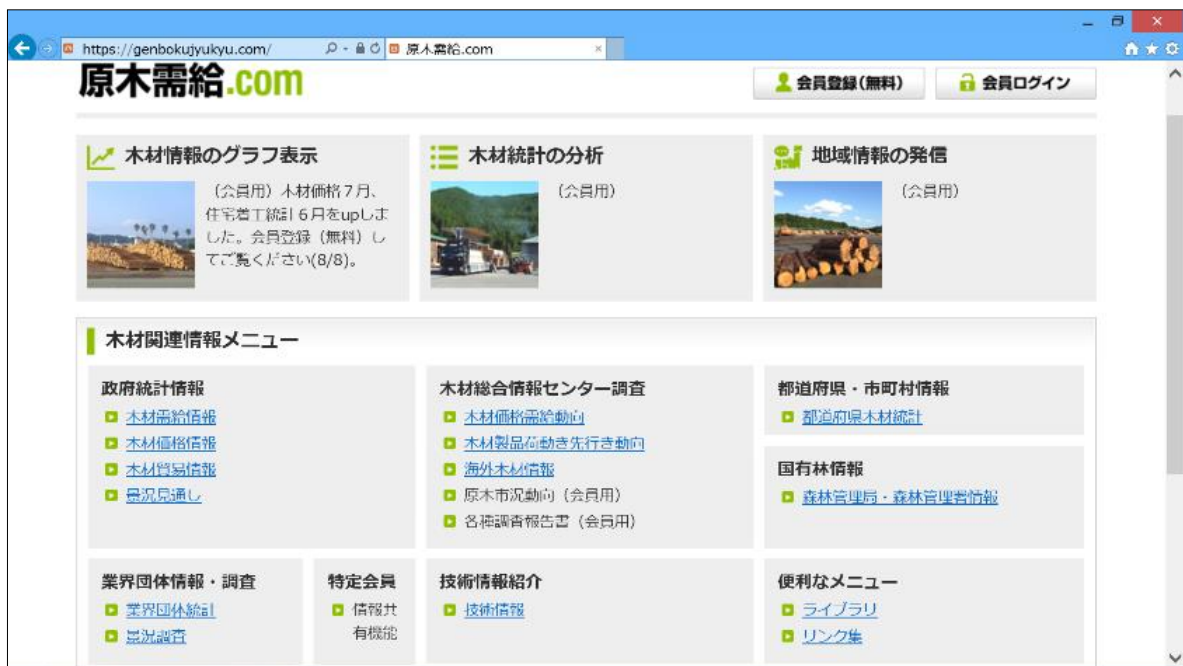 https://genbokujyukyu.com/
原木需給.com
原木需給.com
会員登録(無料)
会員ログイン
木材情報のグラフ表示
(会員用)木材価格7月、
住宅着工統計6月をupしま
した。会員登録(無料)し
てご覧ください(8/8)。
木材統計の分析
(会員用)
地域情報の発信
(会員用)
木材関連情報メニュー
政府統計情報
木材需給情報
木材価格情報
木材貿易情報
景況見通し
木材総合情報センター調査
木材価格需給動向
木材製品荷動き先行き動向
海外木材情報
原木市況動向(会員用)
各種調査報告書(会員用)
都道府県・市町村情報
都道府県木材統計
国有林情報
森林管理局・森林管理署情報
業界団体情報・調査
業界団体統計
景況調査
特定会員
情報共
有機能
技術情報紹介
技術情報
便利なメニュー
ライブラリ
リンク集